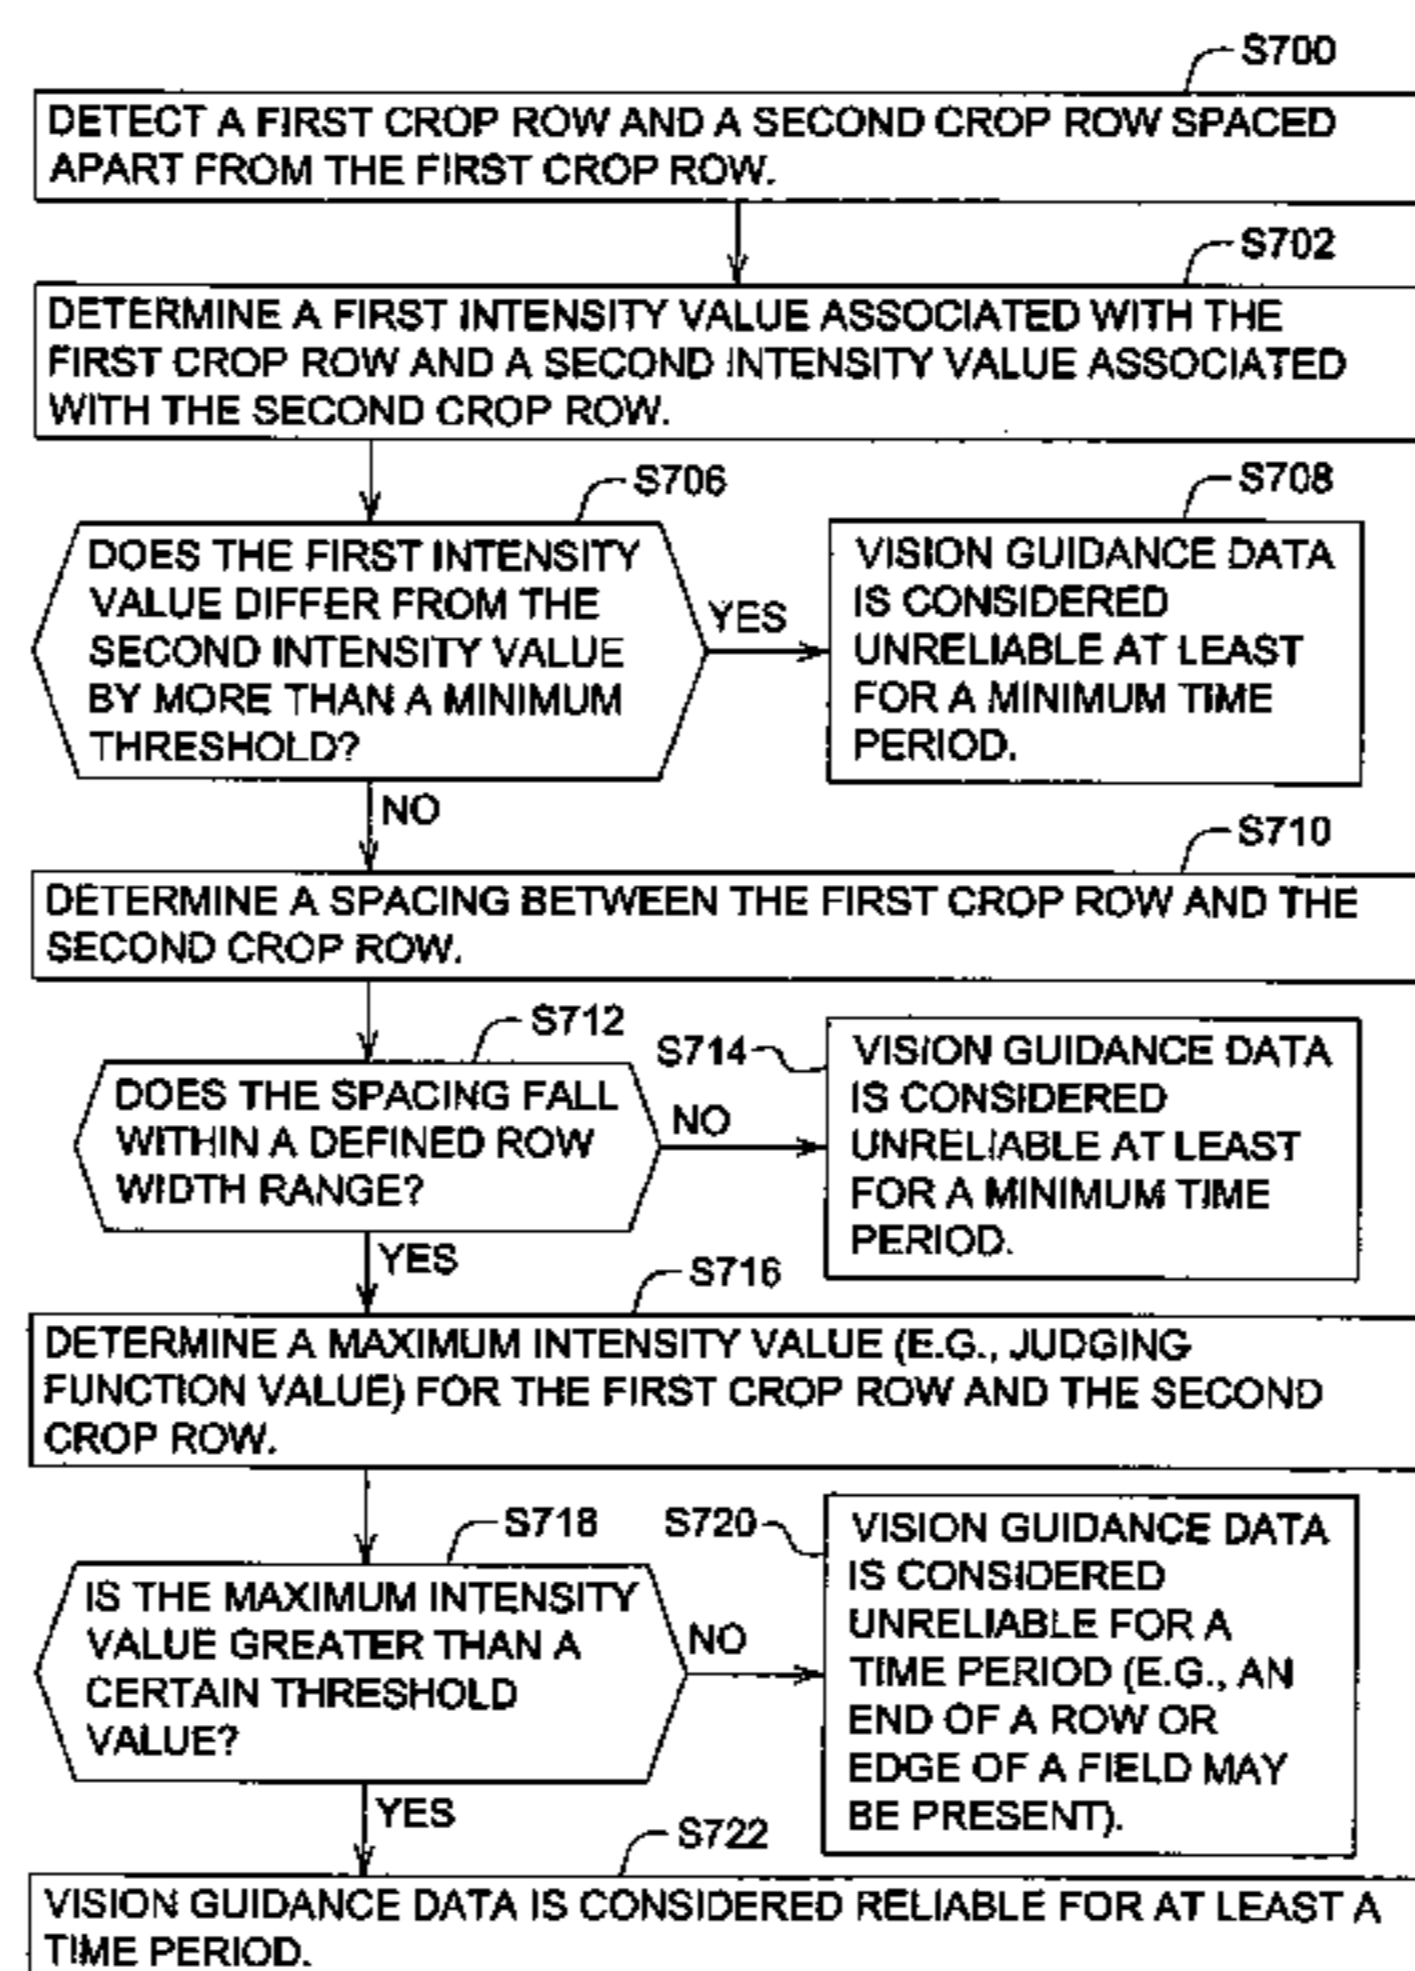 S700
DETECT A FIRST CROP ROW AND A SECOND CROP ROW SPACED
APART FROM THE FIRST CROP ROW.
S702
DETERMINE A FIRST INTENSITY VALUE ASSOCIATED WITH THE
FIRST CROP ROW AND A SECOND INTENSITY VALUE ASSOCIATED
WITH THE SECOND CROP ROW.
S706
DOES THE FIRST INTENSITY
VALUE DIFFER FROM THE
SECOND INTENSITY VALUE
BY MORE THAN A MINIMUM
THRESHOLD?
YES
S708
VISION GUIDANCE DATA
IS CONSIDERED
UNRELIABLE AT LEAST
FOR A MINIMUM TIME
PERIOD.
NO
S710
DETERMINE A SPACING BETWEEN THE FIRST CROP ROW AND THE
SECOND CROP ROW.
S712
DOES THE SPACING FALL
WITHIN A DEFINED ROW
WIDTH RANGE?
NO
S714
VISION GUIDANCE DATA
IS CONSIDERED
UNRELIABLE AT LEAST
FOR A MINIMUM TIME
PERIOD.
YES
S716
DETERMINE A MAXIMUM INTENSITY VALUE (E.G., JUDGING
FUNCTION VALUE) FOR THE FIRST CROP ROW AND THE SECOND
CROP ROW.
S718
IS THE MAXIMUM INTENSITY
VALUE GREATER THAN A
CERTAIN THRESHOLD
VALUE?
NO
S720
VISION GUIDANCE DATA
IS CONSIDERED
UNRELIABLE FOR A
TIME PERIOD (E.G., AN
END OF A ROW OR
EDGE OF A FIELD MAY
BE PRESENT).
YES
S722
VISION GUIDANCE DATA IS CONSIDERED RELIABLE FOR AT LEAST A
TIME PERIOD.